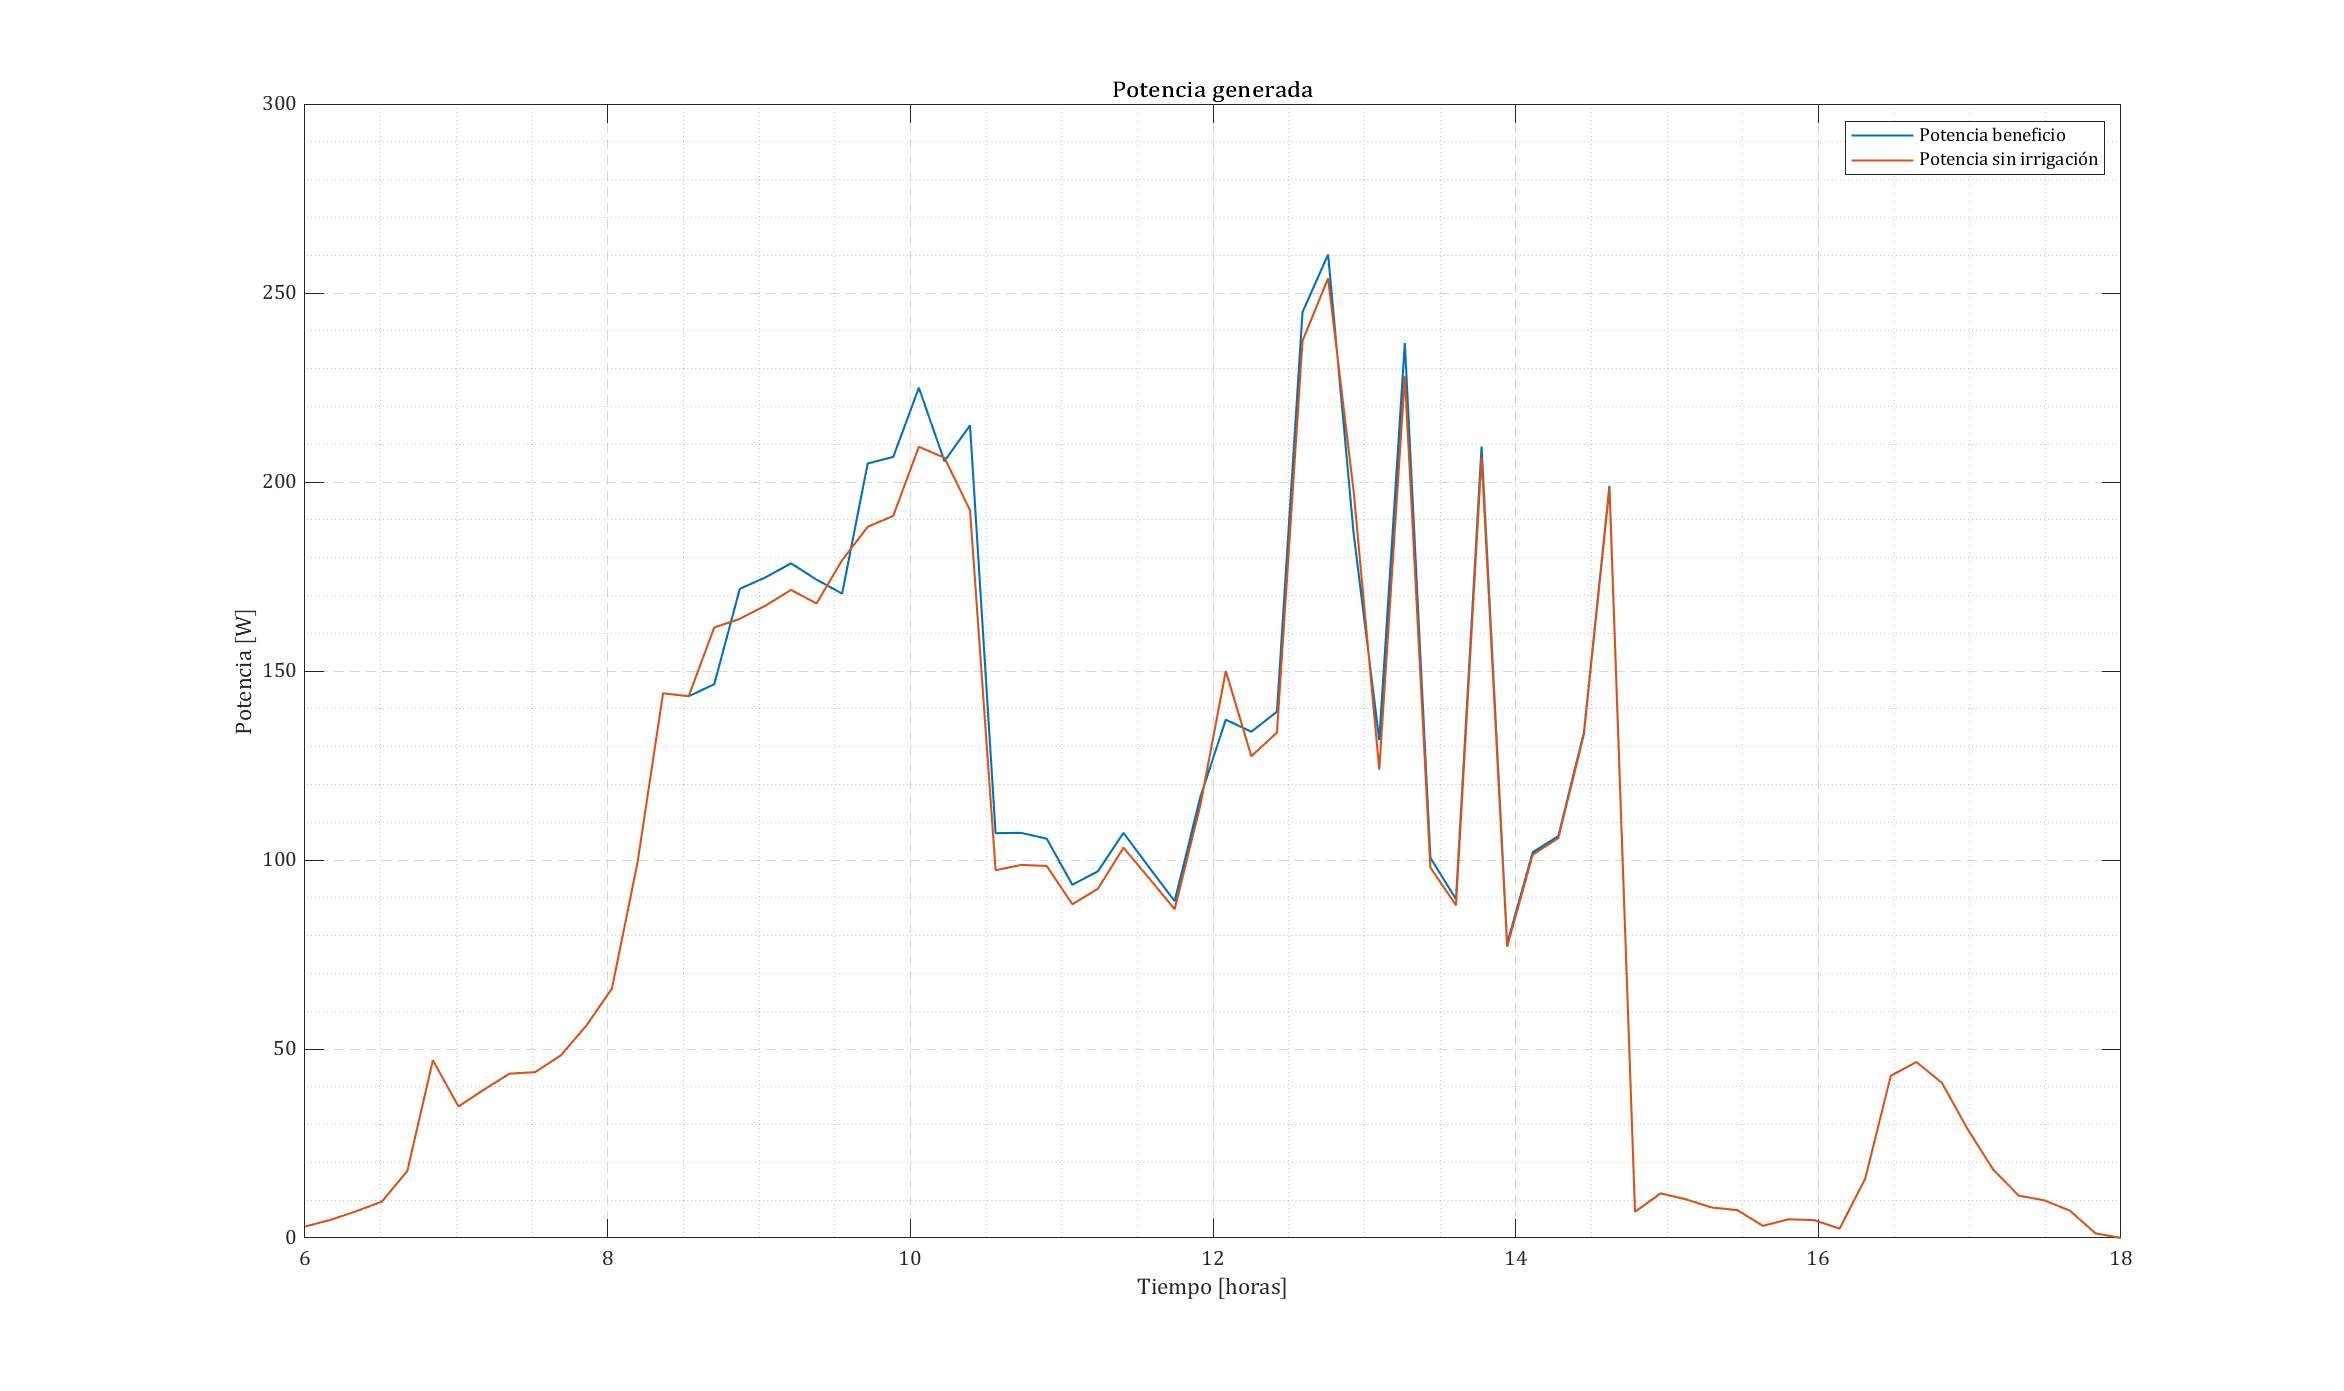 Potencia generada
300
Potencia beneficio
Potencia sin irrigación
250
200
150
100
50
0
Potencia [W]
6 8 10 12 14 16 18
Tiempo [horas]